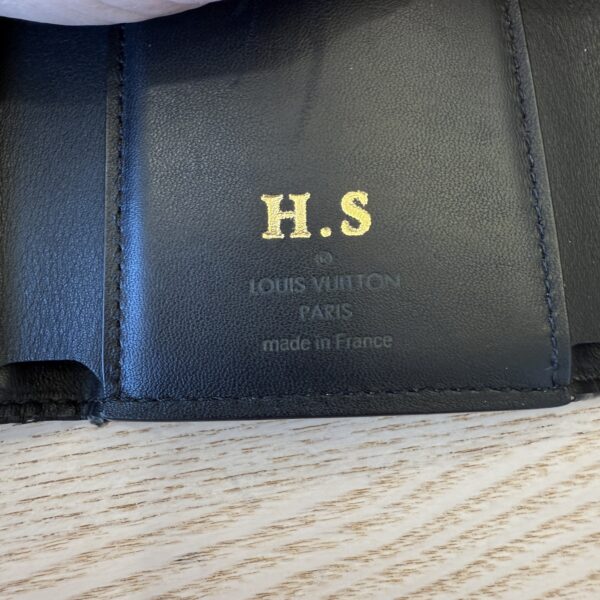 H.S
®
LOUIS VUITTON
PARIS
made in France